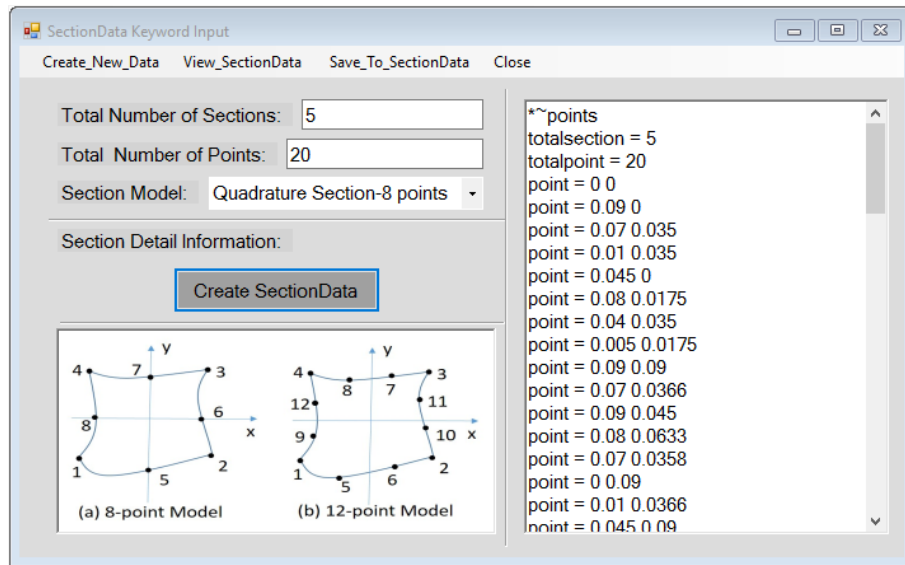 SectionData Keyword Input
Create_New_Data View_SectionData Save_To_SectionData Close
Total Number of Sections: 5
Total Number of Points: 20
Section Model: Quadrature Section-8 points
Section Detail Information:
Create SectionData
y
4 7 3
8 6 x
1 5 2
(a) 8-point Model
y
4 8 7 3
12 11
9 10 x
1 5 6 2
(b) 12-point Model
*~points
totalsection = 5
totalpoint = 20
point = 0 0
point = 0.09 0
point = 0.07 0.035
point = 0.01 0.035
point = 0.045 0
point = 0.08 0.0175
point = 0.04 0.035
point = 0.005 0.0175
point = 0.09 0.09
point = 0.07 0.0366
point = 0.09 0.045
point = 0.08 0.0633
point = 0.07 0.0358
point = 0 0.09
point = 0.01 0.0366
point = 0.045 0.09